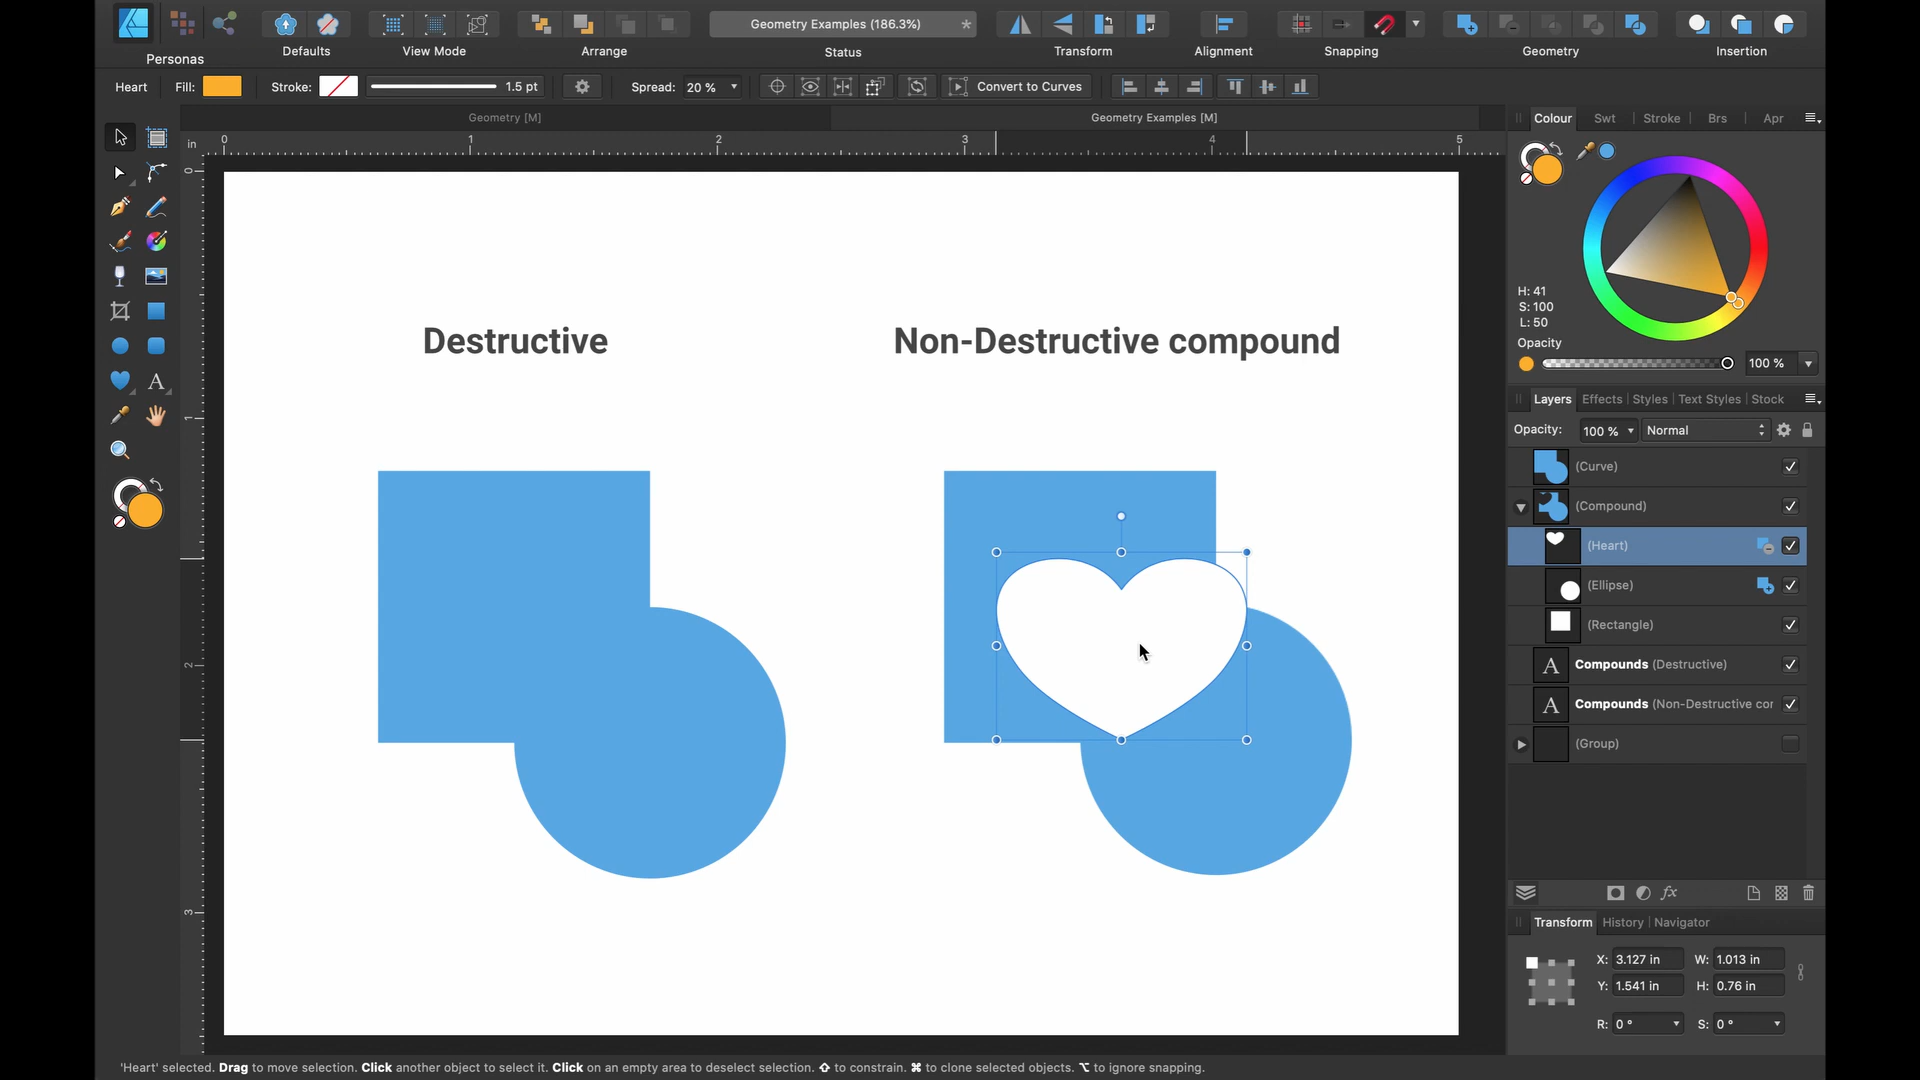 Personas
Defaults
View Mode
Arrange
Geometry Examples (186.3%) *
Status
Transform
Alignment
Snapping
Geometry
Insertion
Heart
Fill:
Stroke:
1.5 pt
Spread: 20 %
Convert to Curves
Geometry [M]
Geometry Examples [M]
in
0 1 2 3 4 5
0
1
2
3
Destructive
Non-Destructive compound
Colour Swt Stroke Brs Apr
H: 41
S: 100
L: 50
Opacity
100 %
Layers Effects Styles Text Styles Stock
Opacity: 100 % Normal
(Curve)
(Compound)
(Heart)
(Ellipse)
(Rectangle)
A Compounds (Destructive)
A Compounds (Non-Destructive cor
(Group)
fx
Transform History Navigator
X: 3.127 in W: 1.013 in
Y: 1.541 in H: 0.76 in
R: 0 ° S: 0 °
'Heart' selected. Drag to move selection. Click another object to select it. Click on an empty area to deselect selection. ⇧ to constrain. ⌘ to clone selected objects. ⌥ to ignore snapping.